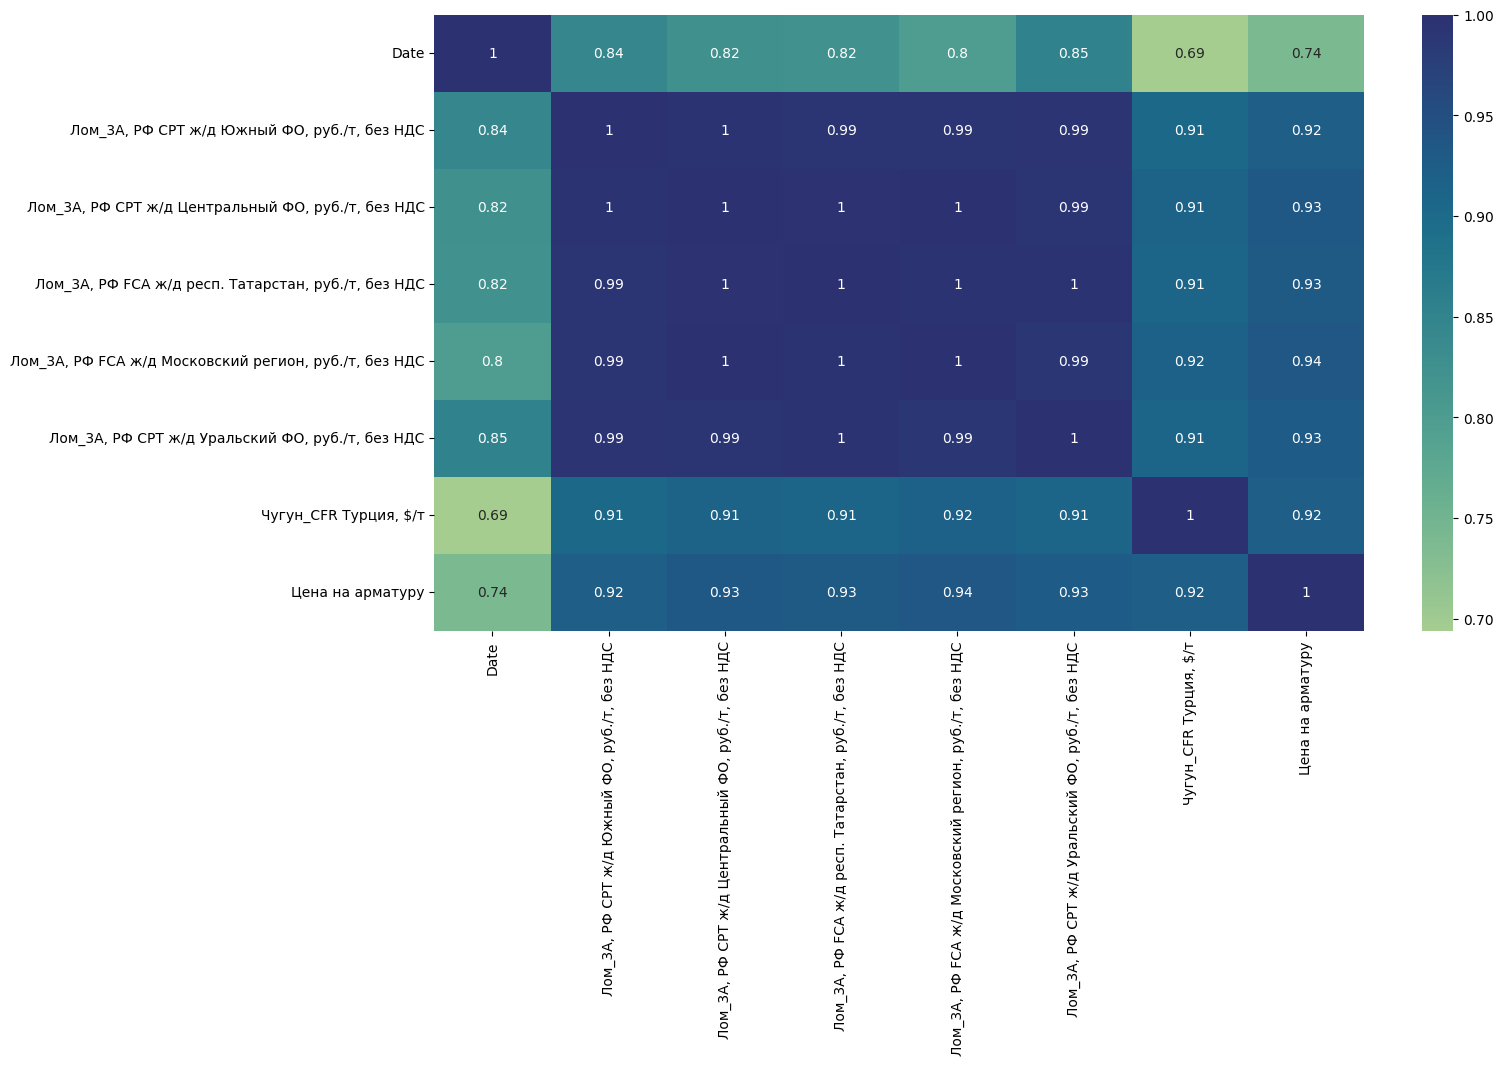 Date 1 0.84 0.82 0.82 0.8 0.85 0.69 0.74
Лом_3А, РФ CPT ж/д Южный ФО, руб./т, без НДС 0.84 1 1 0.99 0.99 0.99 0.91 0.92
Лом_3А, РФ CPT ж/д Центральный ФО, руб./т, без НДС 0.82 1 1 1 1 0.99 0.91 0.93
Лом_3А, РФ FCA ж/д респ. Татарстан, руб./т, без НДС 0.82 0.99 1 1 1 1 0.91 0.93
Лом_3А, РФ FCA ж/д Московский регион, руб./т, без НДС 0.8 0.99 1 1 1 0.99 0.92 0.94
Лом_3А, РФ CPT ж/д Уральский ФО, руб./т, без НДС 0.85 0.99 0.99 1 0.99 1 0.91 0.93
Чугун_CFR Турция, $/т 0.69 0.91 0.91 0.91 0.92 0.91 1 0.92
Цена на арматуру 0.74 0.92 0.93 0.93 0.94 0.93 0.92 1
Date
Лом_3А, РФ CPT ж/д Южный ФО, руб./т, без НДС
Лом_3А, РФ CPT ж/д Центральный ФО, руб./т, без НДС
Лом_3А, РФ FCA ж/д респ. Татарстан, руб./т, без НДС
Лом_3А, РФ FCA ж/д Московский регион, руб./т, без НДС
Лом_3А, РФ CPT ж/д Уральский ФО, руб./т, без НДС
Чугун_CFR Турция, $/т
Цена на арматуру
1.00
0.95
0.90
0.85
0.80
0.75
0.70